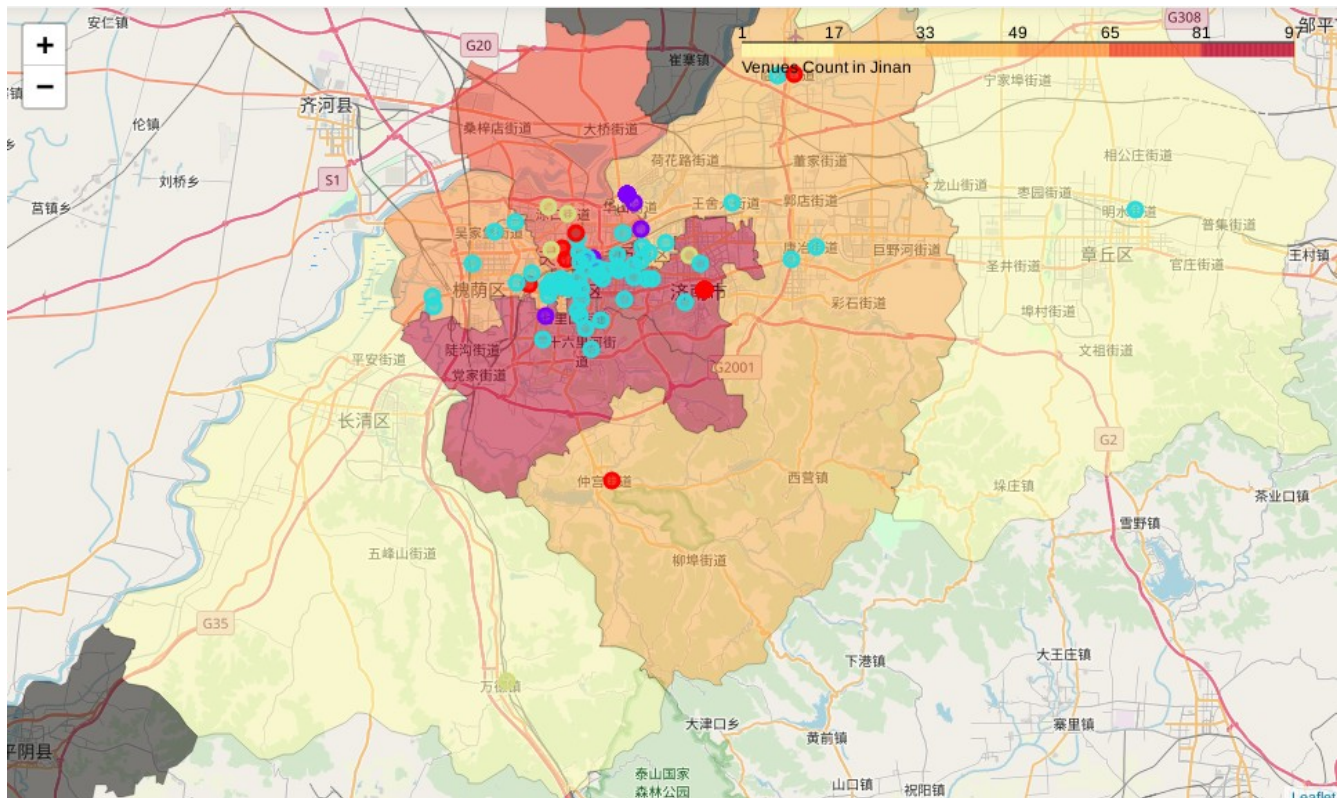 +
−
安仁镇
G20
崔寨镇
G308
邹平
1 17 33 49 65 81 97
Venues Count in Jinan
宁家埠街道
齐河县
伦镇
桑梓店街道
大桥街道
荷花路街道
董家街道
相公庄街道
刘桥乡
S1
龙山街道
枣园街道
莒镇乡
王舍
街道
郭店街道
明水
道
普集街道
吴家
街道
唐冶街道
巨野河街道
章丘区
王村镇
圣井街道
官庄街道
槐荫区
区
济
市
彩石街道
埠村街道
十六里河街
道
陡沟街道
平安街道
党家街道
G2001
文祖街道
长清区
G2
仲宫
道
西营镇
垛庄镇
茶业口镇
雪野镇
五峰山街道
柳埠街道
G35
下港镇
大王庄镇
万德镇
大津口乡
黄前镇
寨里镇
平阴县
泰山国家
森林公园
山口镇
祝阳镇
Leaflet